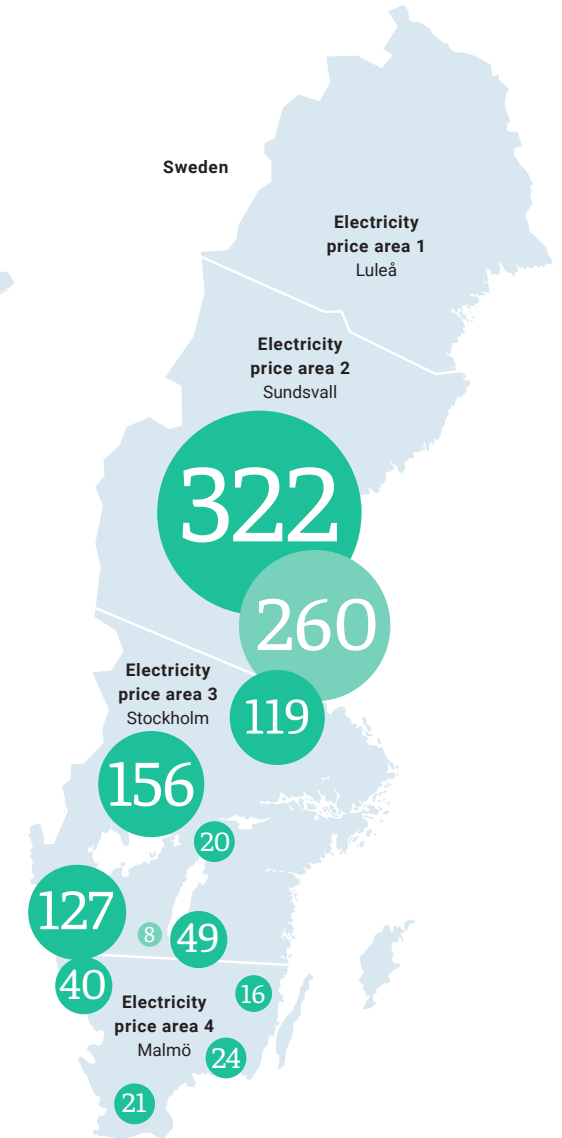 Sweden
Electricity
price area 1
Luleå
Electricity
price area 2
Sundsvall
322
260
Electricity
price area 3
Stockholm
119
156
20
127
8
49
40
16
Electricity
price area 4
Malmö
24
21